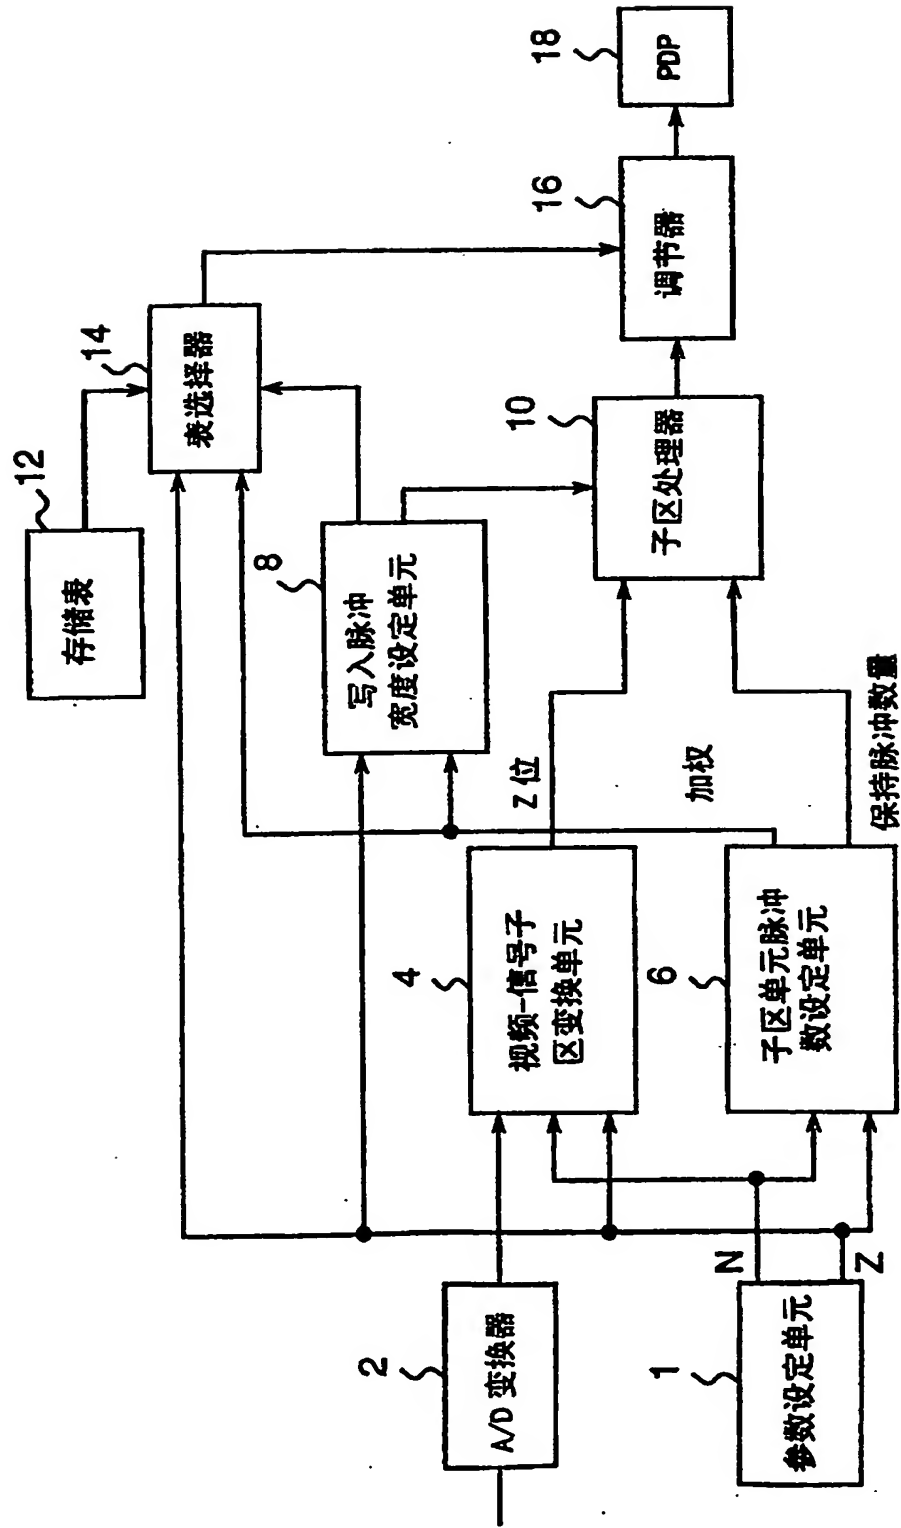 12
存储表
14
表选择器
8
写入脉冲
宽度设定单元
10
子区处理器
16
调节器
18
PDP
2
A/D 变换器
4
视频-信号子
区变换单元
Z 位
加权
1
参数设定单元
N
Z
6
子区单元脉冲
数设定单元
保持脉冲数量